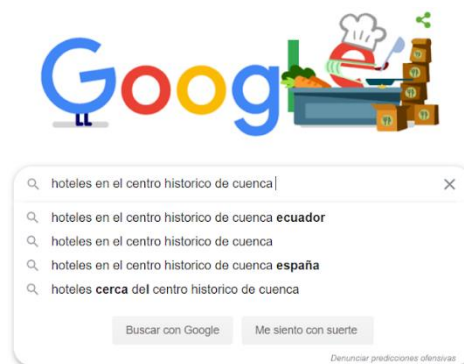 Google
hoteles en el centro historico de cuenca
hoteles en el centro historico de cuenca ecuador
hoteles en el centro historico de cuenca
hoteles en el centro historico de cuenca españa
hoteles cerca del centro historico de cuenca
Buscar con Google Me siento con suerte
Denunciar predicciones ofensivas